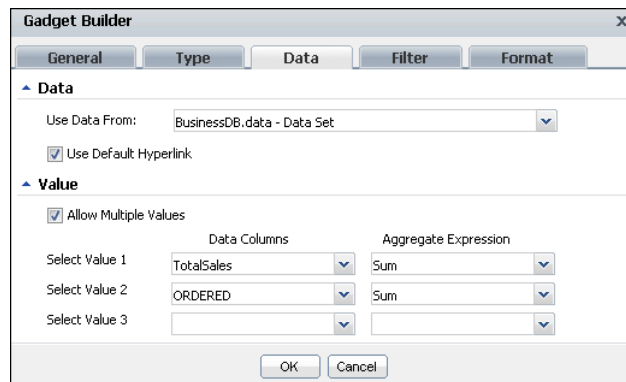 Gadget Builder x
General Type Data Filter Format
Data
Use Data From: BusinessDB.data - Data Set
Use Default Hyperlink
Value
Allow Multiple Values
Data Columns Aggregate Expression
Select Value 1 TotalSales Sum
Select Value 2 ORDERED Sum
Select Value 3
OK Cancel